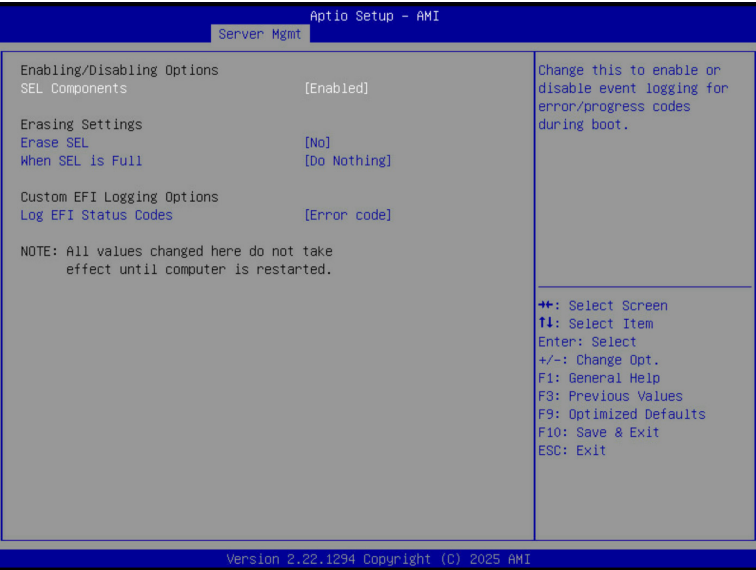 Aptio Setup – AMI
Server Mgmt
Enabling/Disabling Options
SEL Components [Enabled]
Erasing Settings
Erase SEL [No]
When SEL is Full [Do Nothing]
Custom EFI Logging Options
Log EFI Status Codes [Error code]
NOTE: All values changed here do not take
effect until computer is restarted.
Change this to enable or
disable event logging for
error/progress codes
during boot.
→←: Select Screen
↑↓: Select Item
Enter: Select
+/-: Change Opt.
F1: General Help
F3: Previous Values
F9: Optimized Defaults
F10: Save & Exit
ESC: Exit
Version 2.22.1294 Copyright (C) 2025 AMI